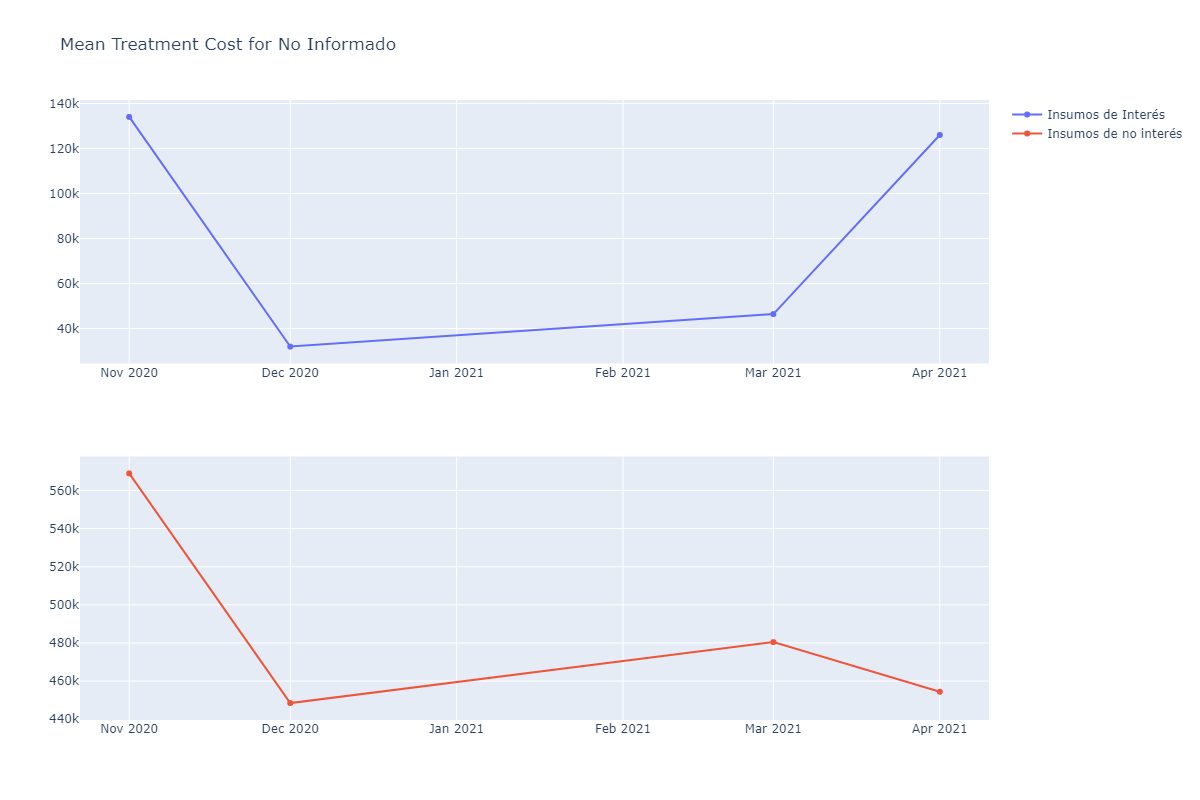 Mean Treatment Cost for No Informado
140k
120k
100k
80k
60k
40k
Nov 2020 Dec 2020 Jan 2021 Feb 2021 Mar 2021 Apr 2021
Insumos de Interés
Insumos de no interés
560k
540k
520k
500k
480k
460k
440k
Nov 2020 Dec 2020 Jan 2021 Feb 2021 Mar 2021 Apr 2021